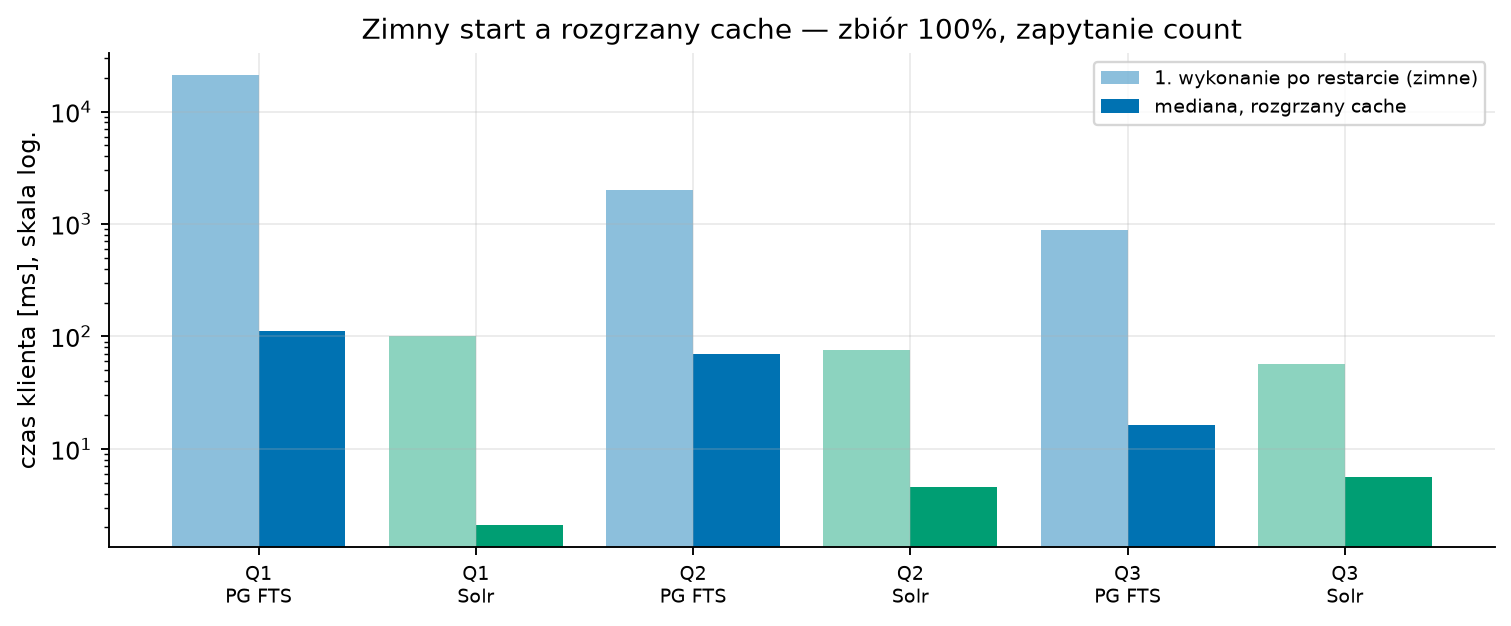 Zimny start a rozgrzany cache — zbiór 100%, zapytanie count
1. wykonanie po restarcie (zimne)
mediana, rozgrzany cache
czas klienta [ms], skala log.
10⁴
10³
10²
10¹
Q1
PG FTS
Q1
Solr
Q2
PG FTS
Q2
Solr
Q3
PG FTS
Q3
Solr